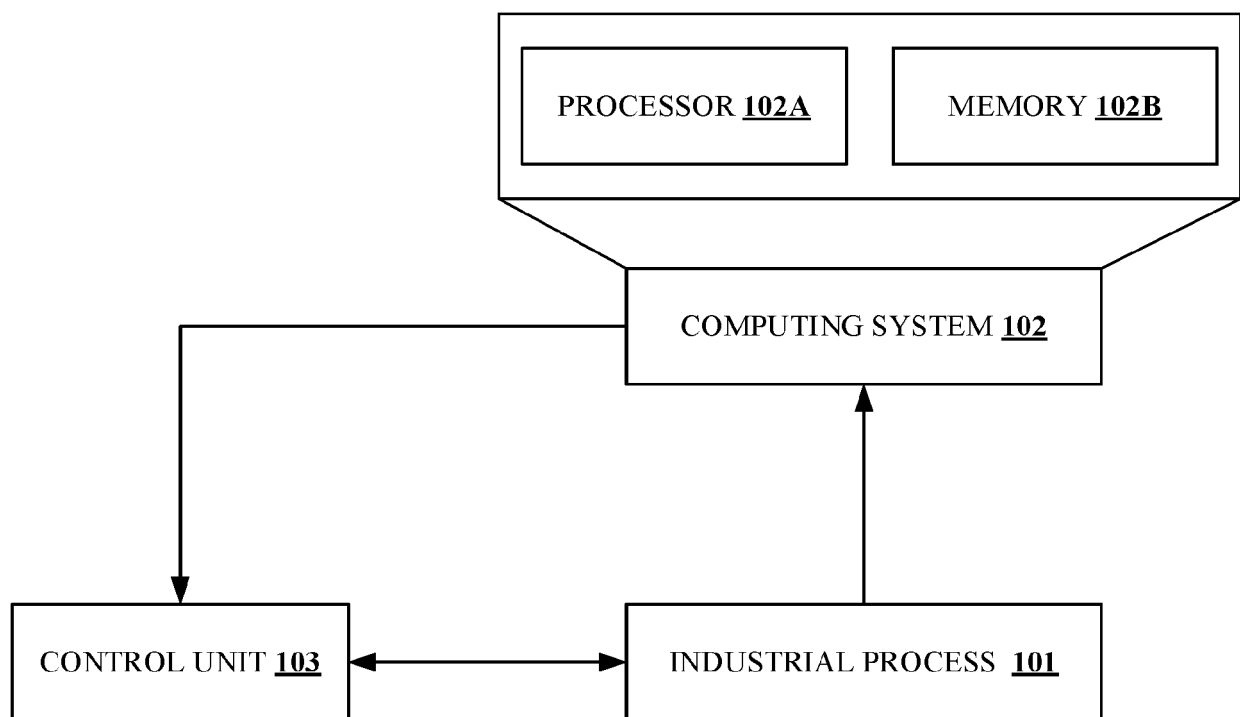 PROCESSOR 102A
MEMORY 102B
COMPUTING SYSTEM 102
CONTROL UNIT 103
INDUSTRIAL PROCESS 101